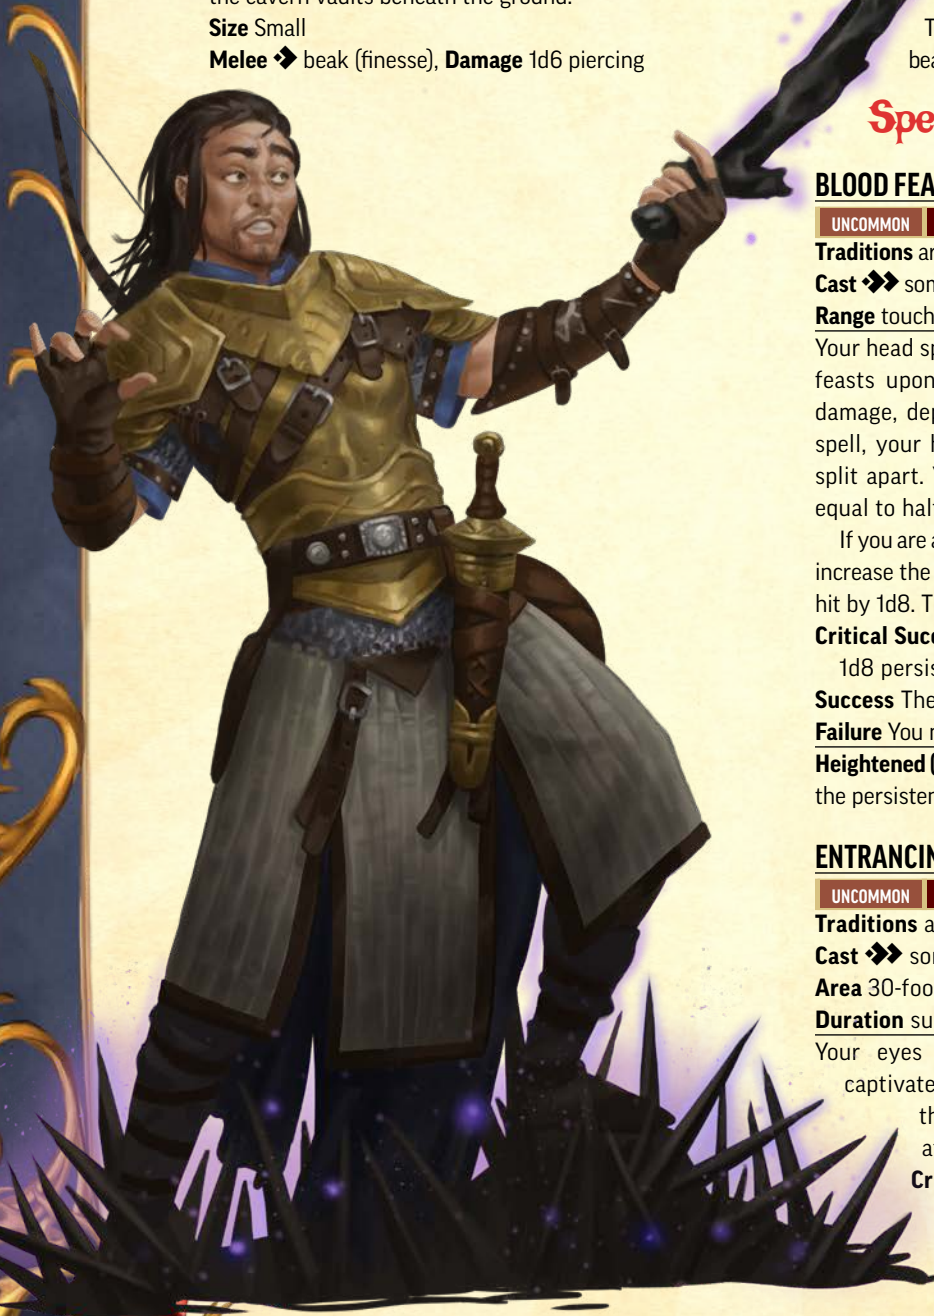 the cavern vaults beneath the ground.
Size Small
Melee beak (finesse), Damage 1d6 piercing
T
bea
Spe
BLOOD FEA
UNCOMMON
Traditions ar
Cast som
Range touch
Your head sp
feasts upon
damage, dep
spell, your h
split apart. Y
equal to half
If you are a
increase the
hit by 1d8. T
Critical Succ
1d8 persis
Success The
Failure You m
Heightened (
the persisten
ENTRANCIN
UNCOMMON
Traditions a
Cast so
Area 30-foo
Duration su
Your eyes
captivate
th
a
Cr